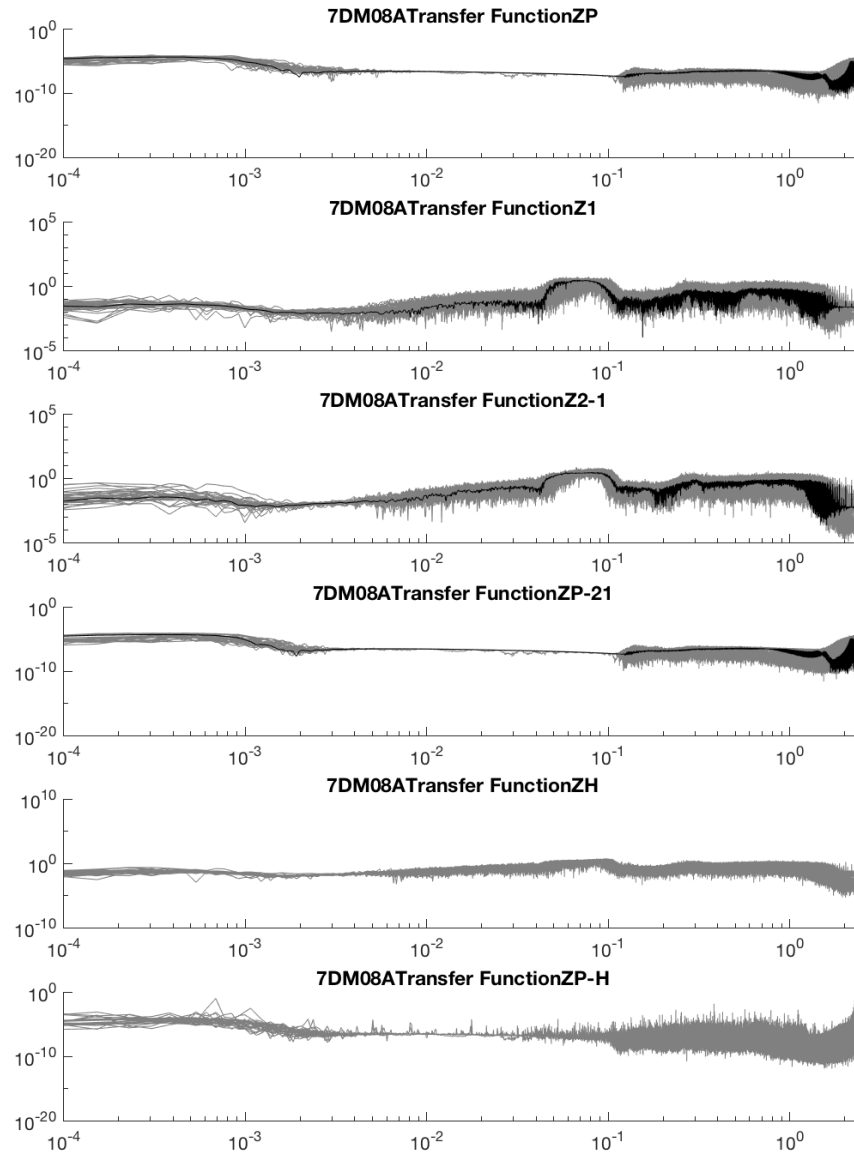 7DM08ATransfer FunctionZP
10^0
10^-10
10^-20
10^-4 10^-3 10^-2 10^-1 10^0
7DM08ATransfer FunctionZ1
10^5
10^0
10^-5
10^-4 10^-3 10^-2 10^-1 10^0
7DM08ATransfer FunctionZ2-1
10^5
10^0
10^-5
10^-4 10^-3 10^-2 10^-1 10^0
7DM08ATransfer FunctionZP-21
10^0
10^-10
10^-20
10^-4 10^-3 10^-2 10^-1 10^0
7DM08ATransfer FunctionZH
10^10
10^0
10^-10
10^-4 10^-3 10^-2 10^-1 10^0
7DM08ATransfer FunctionZP-H
10^0
10^-10
10^-20
10^-4 10^-3 10^-2 10^-1 10^0